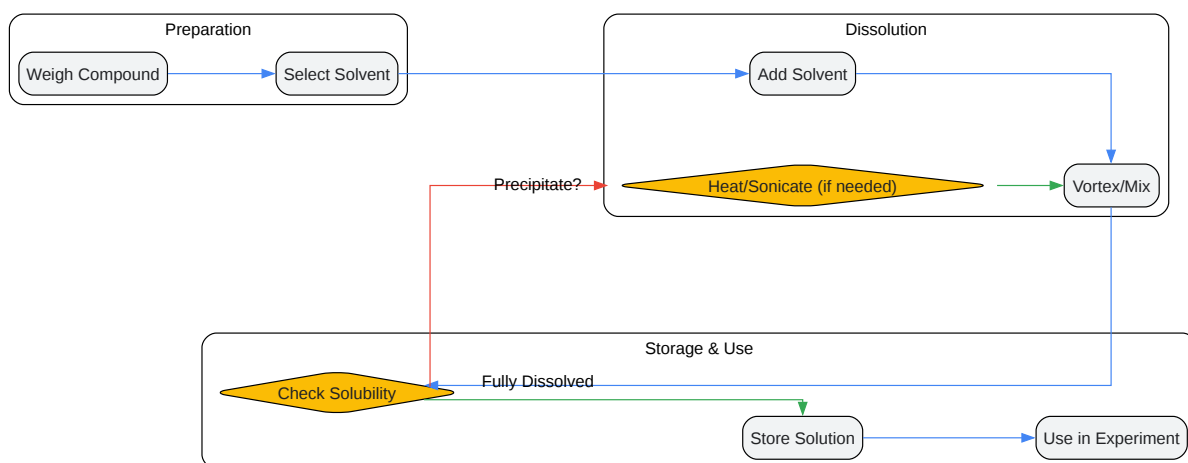 Preparation
Weigh Compound
Select Solvent
Dissolution
Add Solvent
Precipitate?
Heat/Sonicate (if needed)
Vortex/Mix
Storage & Use
Fully Dissolved
Check Solubility
Store Solution
Use in Experiment